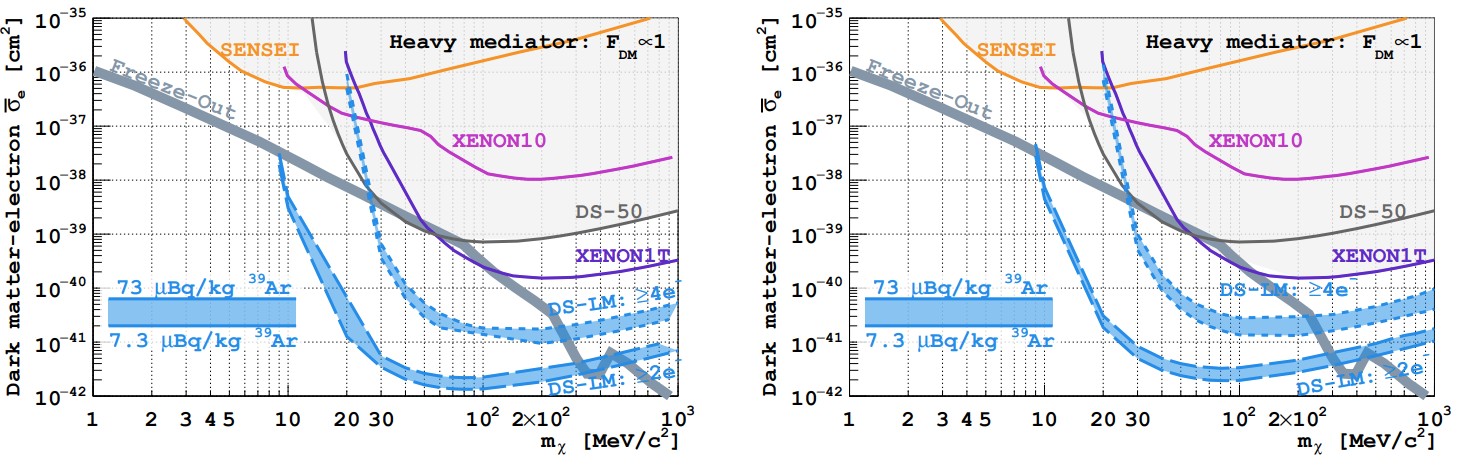 Dark matter-electron σ̅ₑ [cm²]
10⁻³⁵
10⁻³⁶
10⁻³⁷
10⁻³⁸
10⁻³⁹
10⁻⁴⁰
10⁻⁴¹
10⁻⁴²
Heavy mediator: F_DM ∝1
SENSEI
Freeze-Out
XENON10
DS-50
XENON1T
73 μBq/kg ³⁹Ar
7.3 μBq/kg ³⁹Ar
DS-LM: ≥4e⁻
DS-LM: ≥2e⁻
1 2 3 4 5 10 20 30 10² 2×10² 10³
m_χ [MeV/c²]
Dark matter-electron σ̅ₑ [cm²]
10⁻³⁵
10⁻³⁶
10⁻³⁷
10⁻³⁸
10⁻³⁹
10⁻⁴⁰
10⁻⁴¹
10⁻⁴²
Heavy mediator: F_DM ∝1
SENSEI
Freeze-Out
XENON10
DS-50
XENON1T
73 μBq/kg ³⁹Ar
7.3 μBq/kg ³⁹Ar
DS-LM: ≥4e⁻
DS-LM: ≥2e⁻
1 2 3 4 5 10 20 30 10² 2×10² 10³
m_χ [MeV/c²]